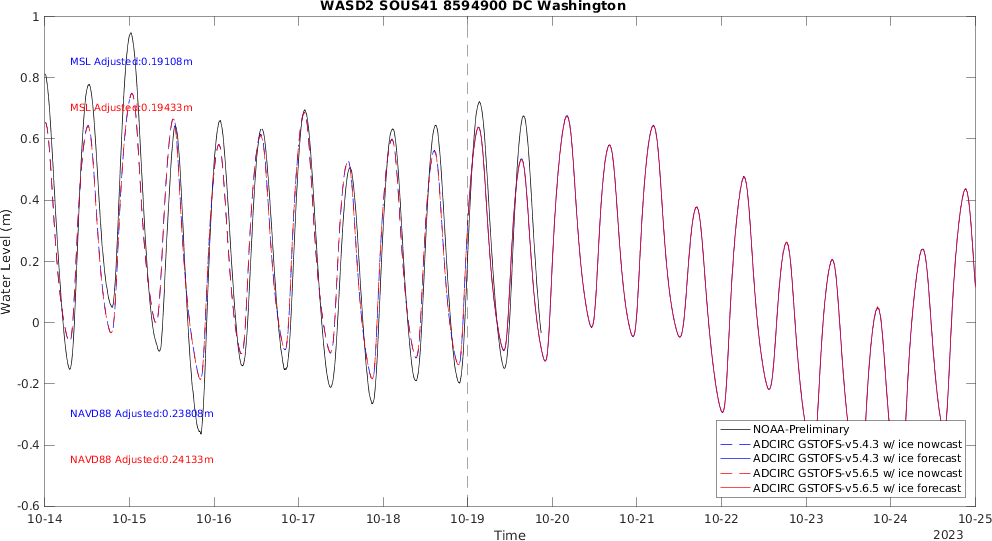 WASD2 SOUS41 8594900 DC Washington
1
0.8
0.6
0.4
0.2
0
-0.2
-0.4
-0.6
Water Level (m)
MSL Adjusted:0.19108m
MSL Adjusted:0.19433m
NAVD88 Adjusted:0.23808m
NAVD88 Adjusted:0.24133m
NOAA-Preliminary
ADCIRC GSTOFS-v5.4.3 w/ ice nowcast
ADCIRC GSTOFS-v5.4.3 w/ ice forecast
ADCIRC GSTOFS-v5.6.5 w/ ice nowcast
ADCIRC GSTOFS-v5.6.5 w/ ice forecast
10-14 10-15 10-16 10-17 10-18 10-19 10-20 10-21 10-22 10-23 10-24 10-25
Time
2023